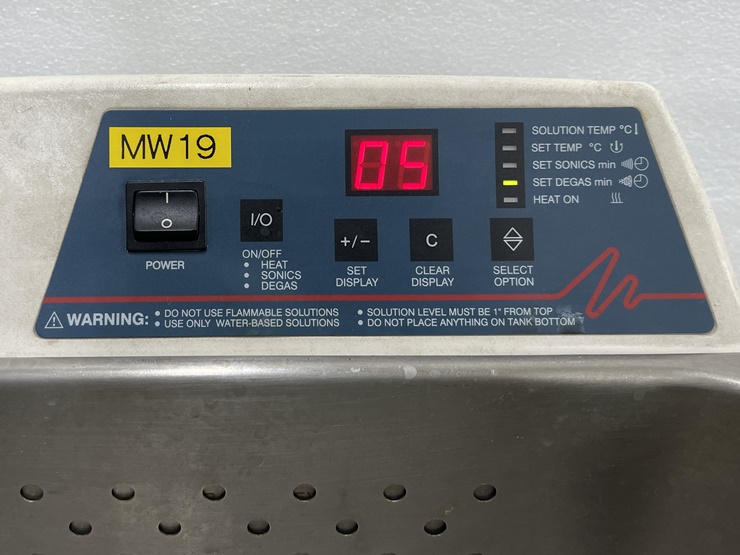 MW19
05
SOLUTION TEMP °C
SET TEMP °C
SET SONICS min
SET DEGAS min
HEAT ON
I
O
POWER
I/O
ON/OFF
• HEAT
• SONICS
• DEGAS
+/−
SET
DISPLAY
C
CLEAR
DISPLAY
SELECT
OPTION
WARNING:
• DO NOT USE FLAMMABLE SOLUTIONS
• USE ONLY WATER-BASED SOLUTIONS
• SOLUTION LEVEL MUST BE 1" FROM TOP
• DO NOT PLACE ANYTHING ON TANK BOTTOM